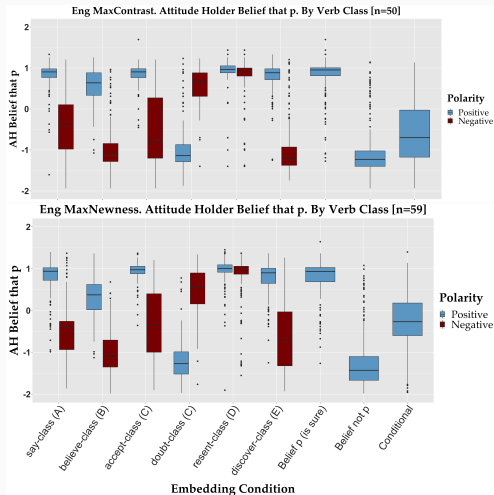 Eng MaxContrast. Attitude Holder Belief that p. By Verb Class [n=50]
AH Belief that p
2
1
0
-1
-2
Polarity
Positive
Negative
Eng MaxNewness. Attitude Holder Belief that p. By Verb Class [n=59]
AH Belief that p
2
1
0
-1
-2
Polarity
Positive
Negative
say-class (A)
believe-class (B)
accept-class (C)
doubt-class (C)
resent-class (D)
discover-class (E)
Belief p (is sure)
Belief not p
Conditional
Embedding Condition